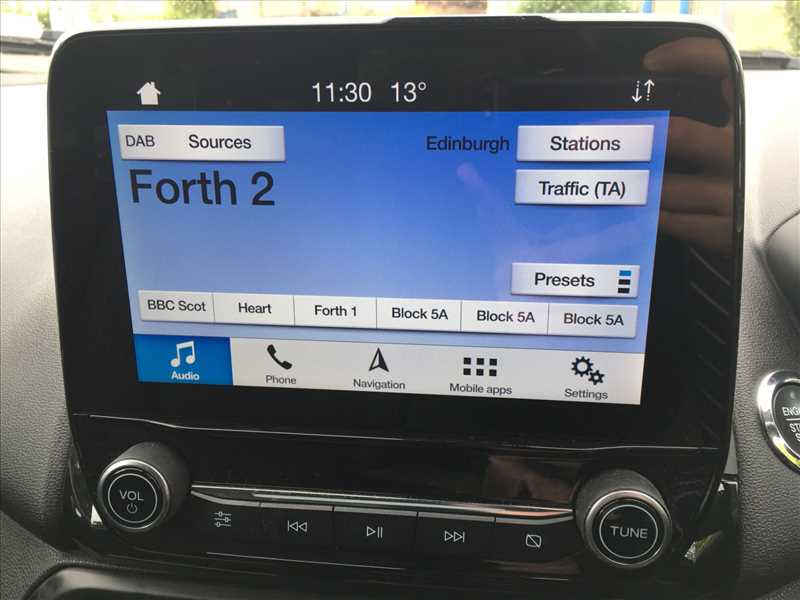 11:30 13°
DAB Sources Edinburgh Stations
Forth 2 Traffic (TA)
Presets
BBC Scot Heart Forth 1 Block 5A Block 5A Block 5A
Audio Phone Navigation Mobile apps Settings
VOL TUNE